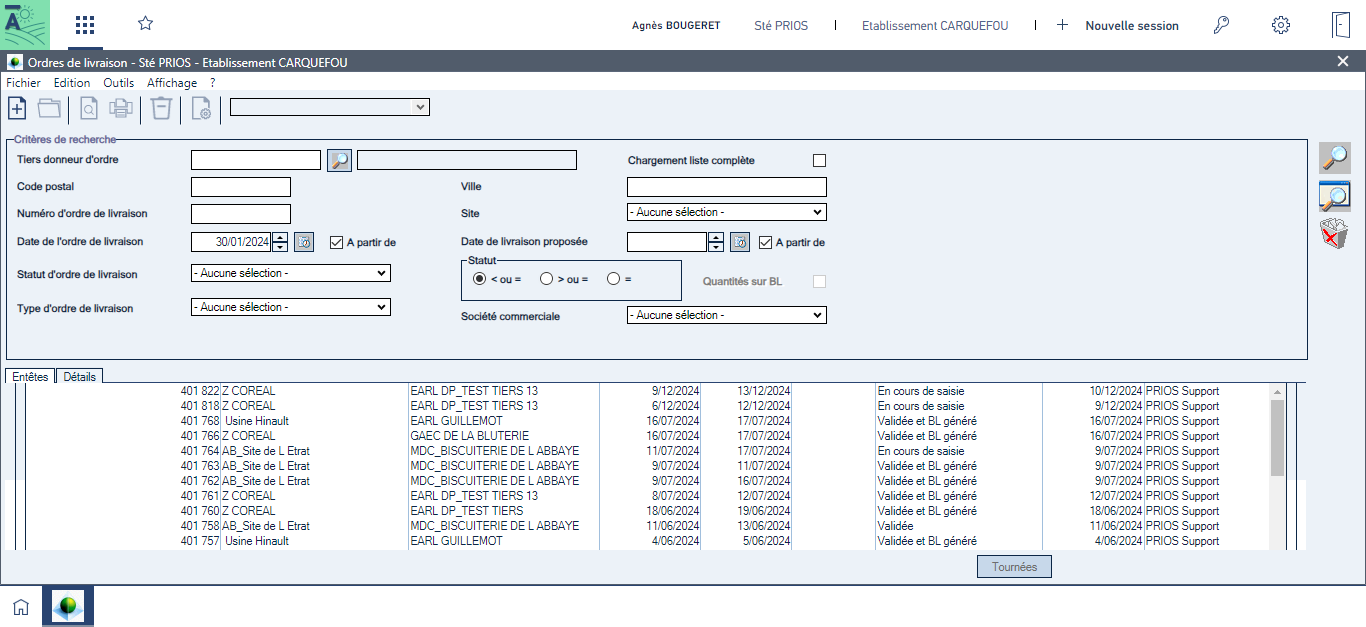 Agnès BOUGERET Sté PRIOS | Etablissement CARQUEFOU | + Nouvelle session
Ordres de livraison - Sté PRIOS - Etablissement CARQUEFOU
Fichier Edition Outils Affichage ?
Critères de recherche
Tiers donneur d'ordre Chargement liste complète
Code postal Ville
Numéro d'ordre de livraison Site - Aucune sélection -
Date de l'ordre de livraison 30/01/2024 A partir de Date de livraison proposée A partir de
Statut
Statut d'ordre de livraison - Aucune sélection - < ou = > ou = = Quantités sur BL
Type d'ordre de livraison - Aucune sélection - Société commerciale - Aucune sélection -
Entêtes Détails
401 822 Z COREAL EARL DP_TEST TIERS 13 9/12/2024 13/12/2024 En cours de saisie 10/12/2024 PRIOS Support
401 818 Z COREAL EARL DP_TEST TIERS 13 6/12/2024 12/12/2024 En cours de saisie 9/12/2024 PRIOS Support
401 768 Usine Hinault EARL GUILLEMOT 16/07/2024 17/07/2024 Validée et BL généré 16/07/2024 PRIOS Support
401 766 Z COREAL GAEC DE LA BLUTERIE 16/07/2024 17/07/2024 Validée et BL généré 16/07/2024 PRIOS Support
401 764 AB_Site de L Etrat MDC_BISCUITERIE DE L ABBAYE 11/07/2024 17/07/2024 En cours de saisie 9/07/2024 PRIOS Support
401 763 AB_Site de L Etrat MDC_BISCUITERIE DE L ABBAYE 9/07/2024 11/07/2024 Validée et BL généré 9/07/2024 PRIOS Support
401 762 AB_Site de L Etrat MDC_BISCUITERIE DE L ABBAYE 9/07/2024 16/07/2024 Validée et BL généré 9/07/2024 PRIOS Support
401 761 Z COREAL EARL DP_TEST TIERS 13 8/07/2024 12/07/2024 Validée et BL généré 12/07/2024 PRIOS Support
401 760 Z COREAL EARL DP_TEST TIERS 18/06/2024 19/06/2024 Validée et BL généré 18/06/2024 PRIOS Support
401 758 AB_Site de L Etrat MDC_BISCUITERIE DE L ABBAYE 11/06/2024 13/06/2024 Validée 11/06/2024 PRIOS Support
401 757 Usine Hinault EARL GUILLEMOT 4/06/2024 5/06/2024 Validée et BL généré 4/06/2024 PRIOS Support
Tournées